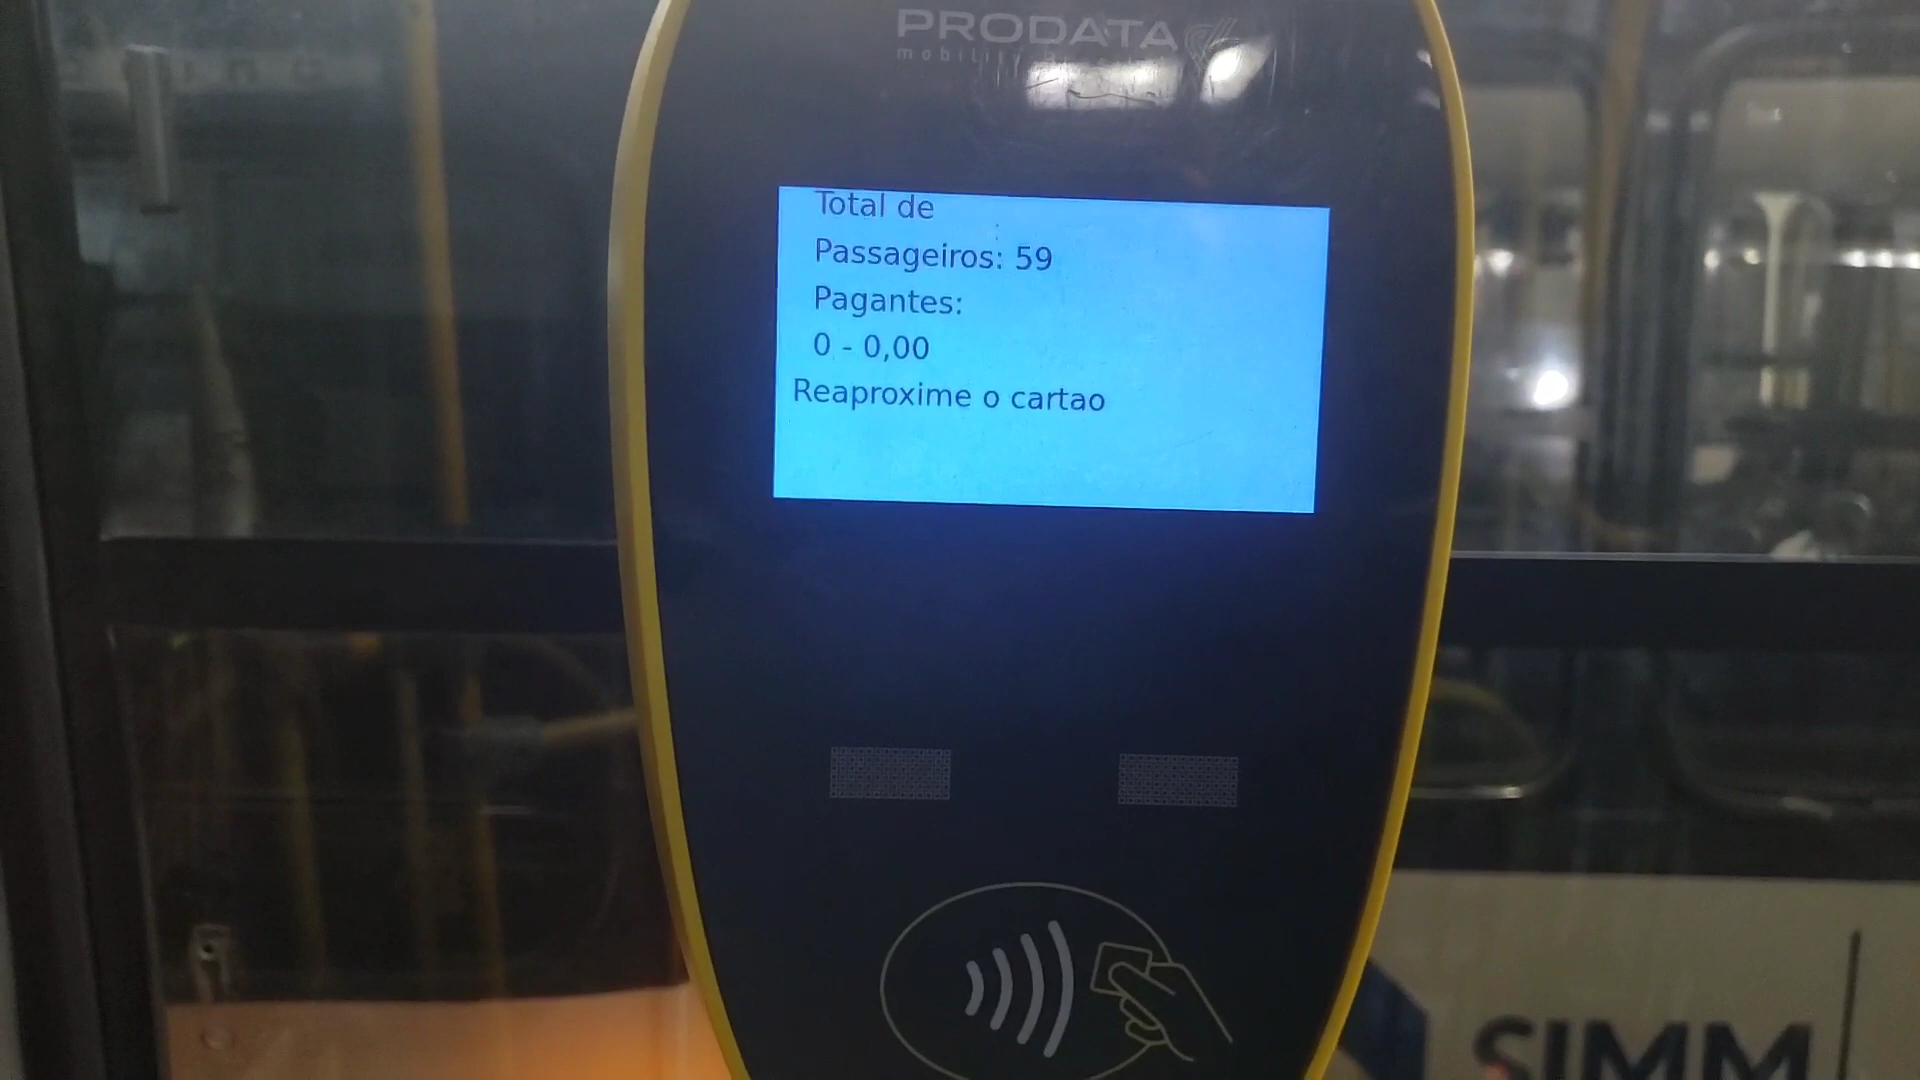 PRODATA
Total de
Passageiros: 59
Pagantes:
0 - 0,00
Reaproxime o cartao
SIMM